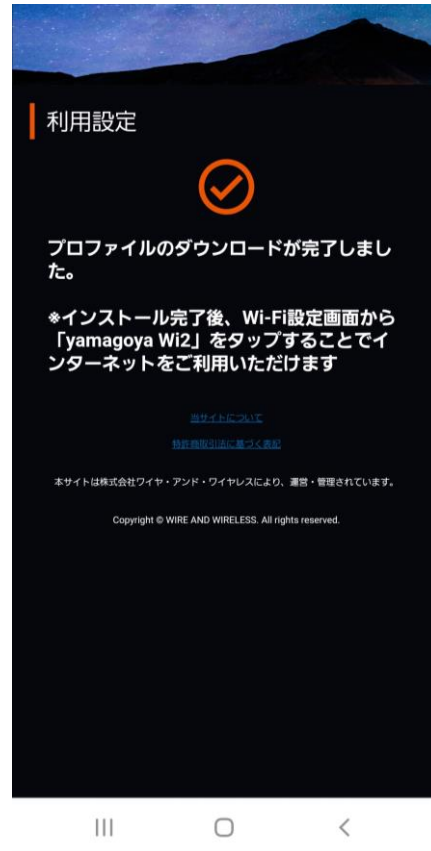 利用設定
プロファイルのダウンロードが完了しまし
た。
※インストール完了後、Wi-Fi設定画面から
「yamagoya Wi2」をタップすることでイ
ンターネットをご利用いただけます
当サイトについて
特許商取引法に基づく表記
本サイトは株式会社ワイヤ・アンド・ワイヤレスにより、運営・管理されています。
Copyright © WIRE AND WIRELESS. All rights reserved.